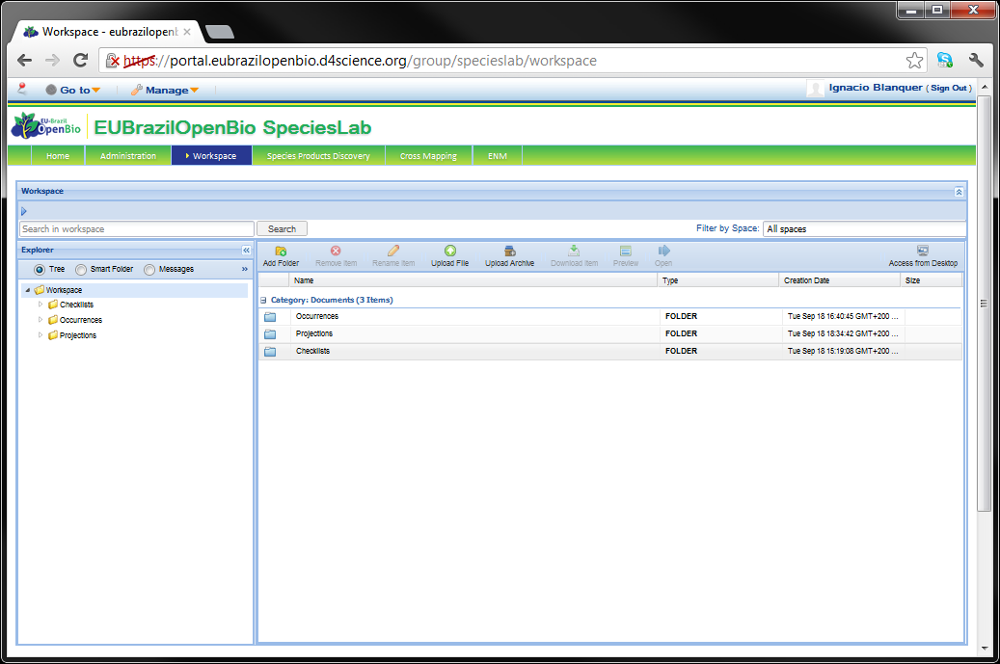 Workspace - eubrazilopenb
https://portal.eubrazilopenbio.d4science.org/group/specieslab/workspace
Go to Manage Ignacio Blanquer ( Sign Out )
EU-Brazil
OpenBio
EUBrazilOpenBio SpeciesLab
Home Administration Workspace Species Products Discovery Cross Mapping ENM
Workspace
Search in workspace Search Filter by Space: All spaces
Explorer
Tree Smart Folder Messages
Add Folder Remove Item Rename Item Upload File Upload Archive Download Item Preview Open Access from Desktop
Name Type Creation Date Size
Workspace
Checklists
Occurrences
Projections
Category: Documents (3 Items)
Occurrences FOLDER Tue Sep 18 16:40:45 GMT+200 ...
Projections FOLDER Tue Sep 18 18:34:42 GMT+200 ...
Checklists FOLDER Tue Sep 18 15:19:08 GMT+200 ...